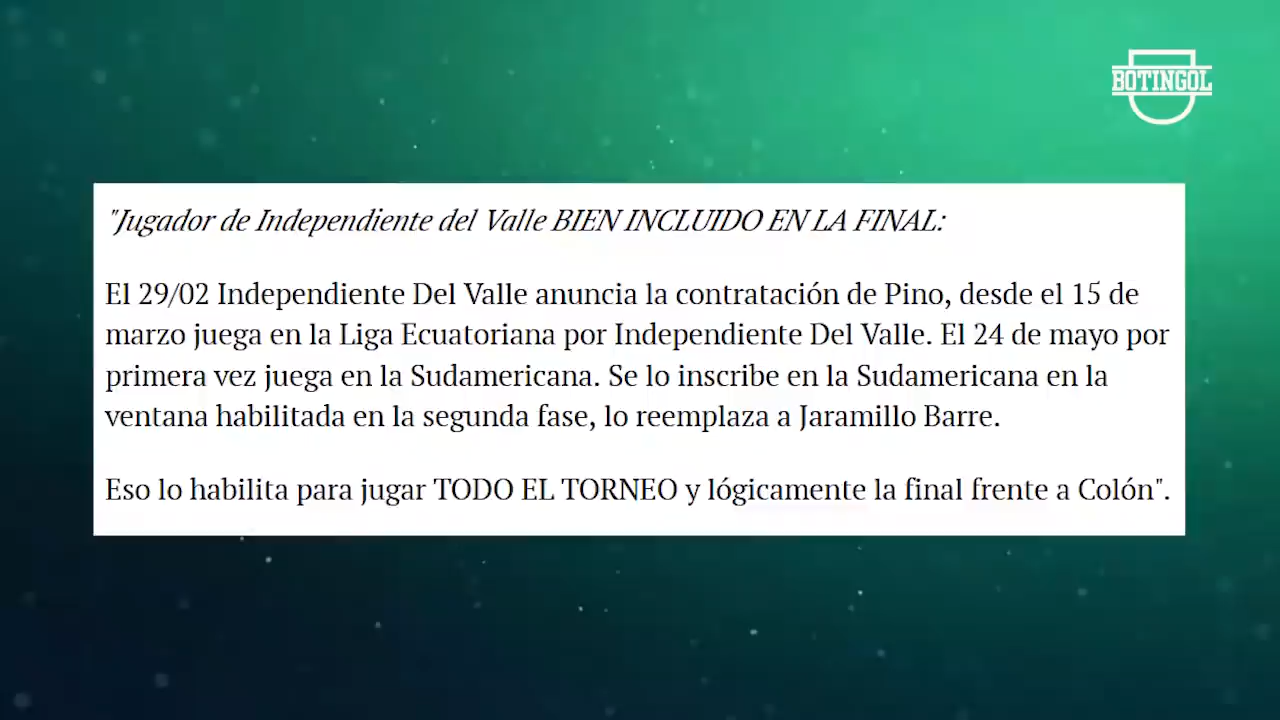 BOTINGOL
"Jugador de Independiente del Valle BIEN INCLUIDO EN LA FINAL:
El 29/02 Independiente Del Valle anuncia la contratación de Pino, desde el 15 de
marzo juega en la Liga Ecuatoriana por Independiente Del Valle. El 24 de mayo por
primera vez juega en la Sudamericana. Se lo inscribe en la Sudamericana en la
ventana habilitada en la segunda fase, lo reemplaza a Jaramillo Barre.
Eso lo habilita para jugar TODO EL TORNEO y lógicamente la final frente a Colón".